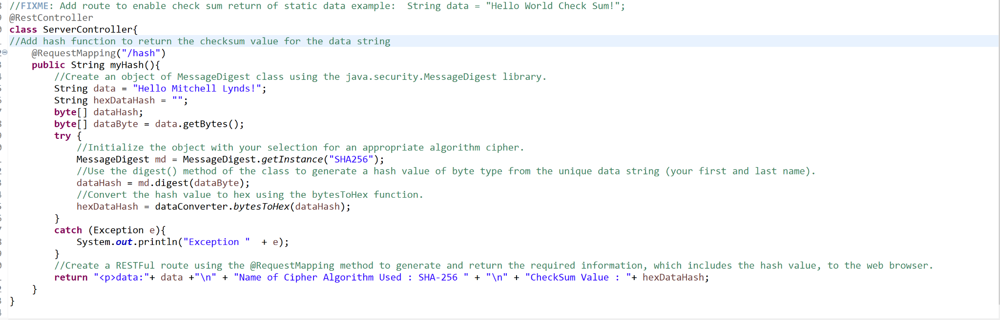 //FIXME: Add route to enable check sum return of static data example:  String data = "Hello World Check Sum!";
@RestController
class ServerController{
//Add hash function to return the checksum value for the data string
    @RequestMapping("/hash")
    public String myHash(){
        //Create an object of MessageDigest class using the java.security.MessageDigest library.
        String data = "Hello Mitchell Lynds!";
        String hexDataHash = "";
        byte[] dataHash;
        byte[] dataByte = data.getBytes();
        try {
            //Initialize the object with your selection for an appropriate algorithm cipher.
            MessageDigest md = MessageDigest.getInstance("SHA256");
            //Use the digest() method of the class to generate a hash value of byte type from the unique data string (your first and last name).
            dataHash = md.digest(dataByte);
            //Convert the hash value to hex using the bytesToHex function.
            hexDataHash = dataConverter.bytesToHex(dataHash);
        }
        catch (Exception e){
            System.out.println("Exception "  + e);
        }
        //Create a RESTFul route using the @RequestMapping method to generate and return the required information, which includes the hash value, to the web browser.
        return "<p>data:"+ data +"\n" + "Name of Cipher Algorithm Used : SHA-256 " + "\n" + "CheckSum Value : "+ hexDataHash;
    }
}